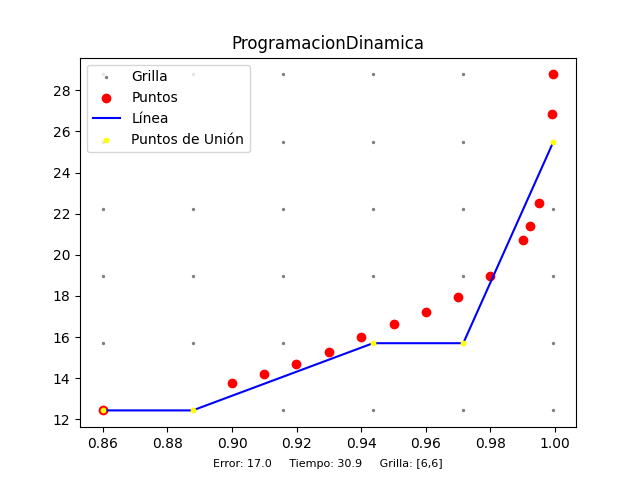 ProgramacionDinamica
Grilla
Puntos
Línea
Puntos de Unión
28
26
24
22
20
18
16
14
12
0.86 0.88 0.90 0.92 0.94 0.96 0.98 1.00
Error: 17.0 Tiempo: 30.9 Grilla: [6,6]